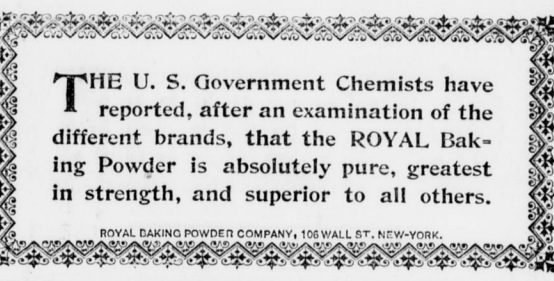 THE U. S. Government Chemists have
reported, after an examination of the
different brands, that the ROYAL Bak=
ing Powder is absolutely pure, greatest
in strength, and superior to all others.
ROYAL BAKING POWDER COMPANY, 106 WALL ST. NEW-YORK.